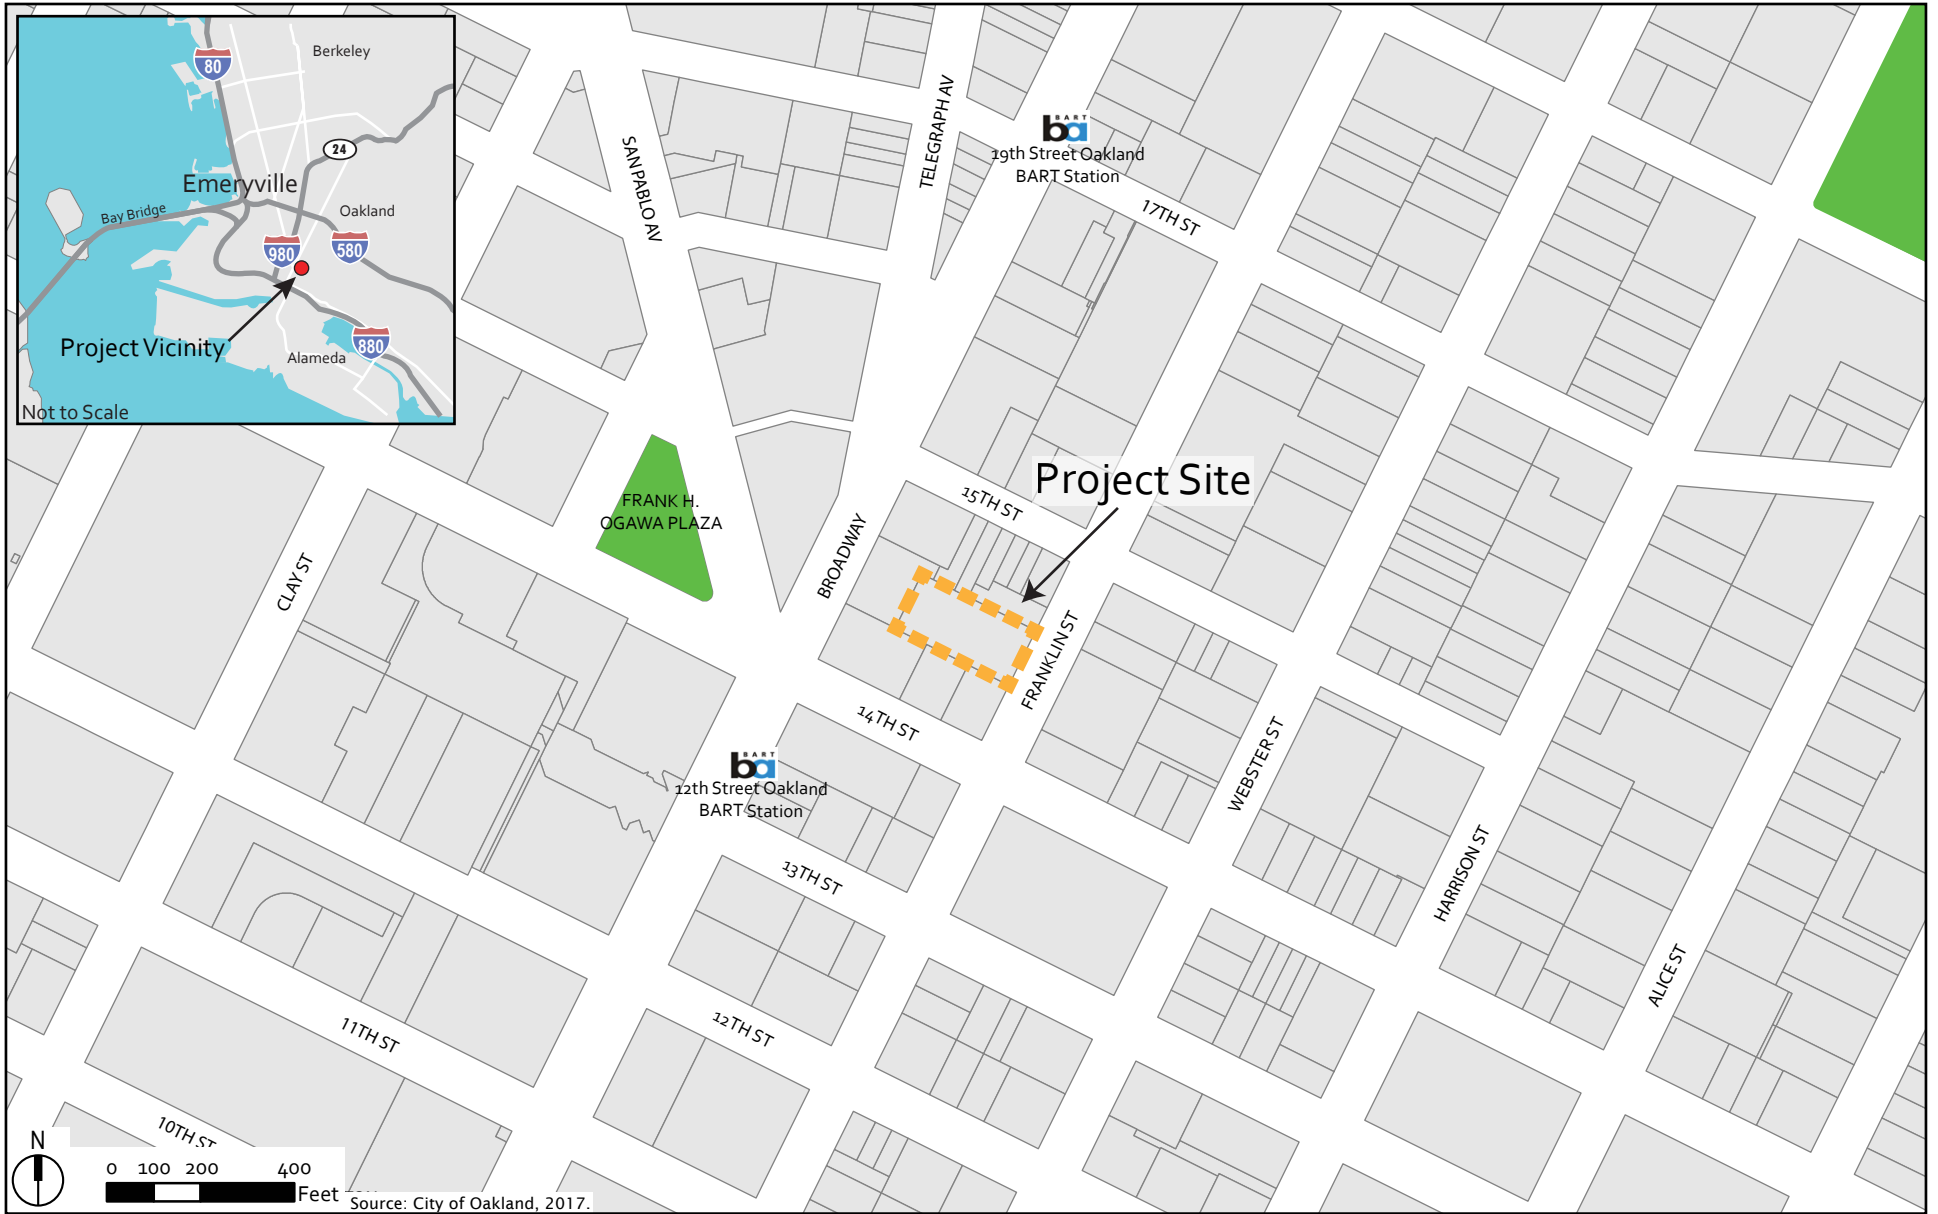 80
Berkeley
24
Emeryville
Bay Bridge
Oakland
980
580
Project Vicinity
880
Alameda
Not to Scale
SAN PABLO AV
TELEGRAPH AV
BART
ba
19th Street Oakland
BART Station
17TH ST
FRANK H.
OGAWA PLAZA
Project Site
15TH ST
BROADWAY
CLAY ST
FRANKLIN ST
14TH ST
BART
ba
12th Street Oakland
BART Station
WEBSTER ST
13TH ST
HARRISON ST
ALICE ST
12TH ST
11TH ST
10TH ST
N
0 100 200 400
Feet
Source: City of Oakland, 2017.